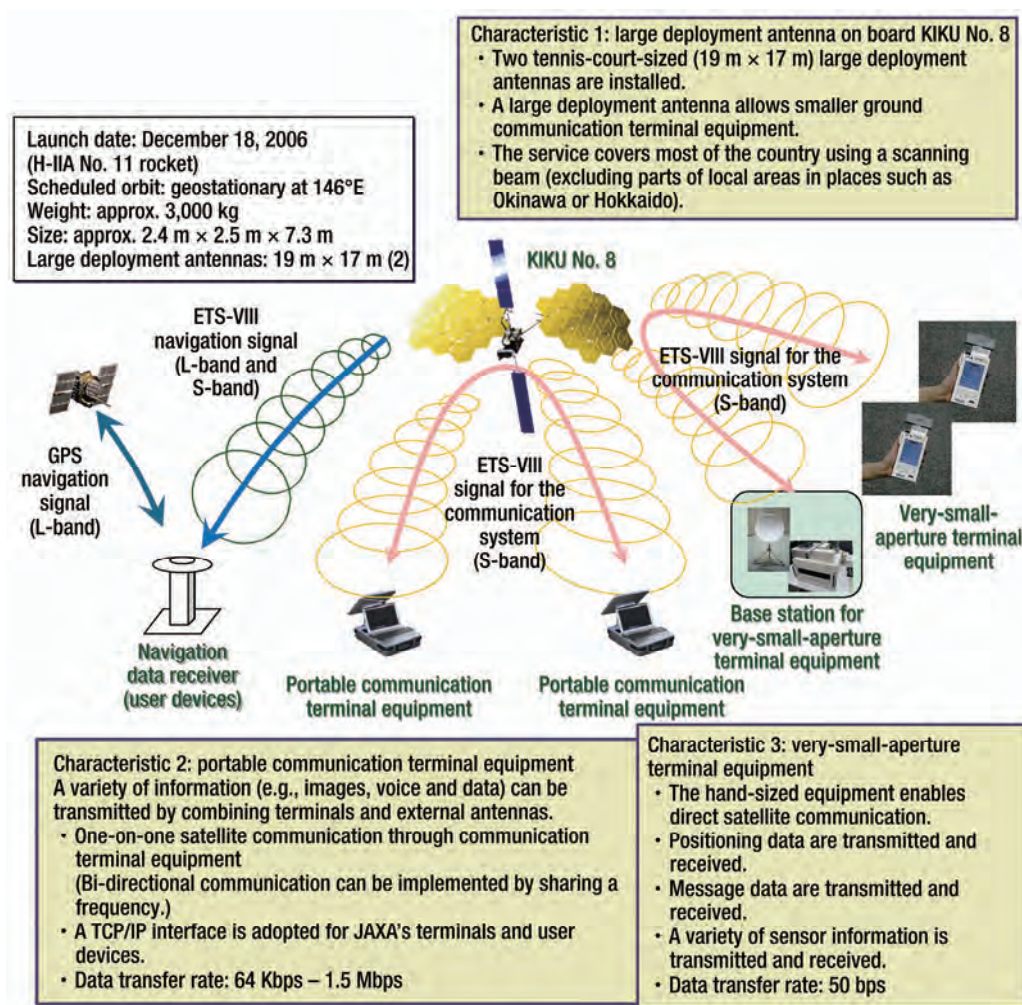 Characteristic 1: large deployment antenna on board KIKU No. 8
· Two tennis-court-sized (19 m × 17 m) large deployment
antennas are installed.
· A large deployment antenna allows smaller ground
communication terminal equipment.
· The service covers most of the country using a scanning
beam (excluding parts of local areas in places such as
Okinawa or Hokkaido).
Launch date: December 18, 2006
(H-IIA No. 11 rocket)
Scheduled orbit: geostationary at 146°E
Weight: approx. 3,000 kg
Size: approx. 2.4 m × 2.5 m × 7.3 m
Large deployment antennas: 19 m × 17 m (2)
KIKU No. 8
ETS-VIII
navigation signal
(L-band and
S-band)
ETS-VIII signal for the
communication system
(S-band)
GPS
navigation
signal
(L-band)
ETS-VIII
signal for the
communication
system
(S-band)
Very-small-
aperture terminal
equipment
Base station for
very-small-aperture
terminal equipment
Navigation
data receiver
(user devices)
Portable communication
terminal equipment
Portable communication
terminal equipment
Characteristic 2: portable communication terminal equipment
A variety of information (e.g., images, voice and data) can be
transmitted by combining terminals and external antennas.
· One-on-one satellite communication through communication
terminal equipment
(Bi-directional communication can be implemented by sharing a
frequency.)
· A TCP/IP interface is adopted for JAXA's terminals and user
devices.
· Data transfer rate: 64 Kbps – 1.5 Mbps
Characteristic 3: very-small-aperture
terminal equipment
· The hand-sized equipment enables
direct satellite communication.
· Positioning data are transmitted and
received.
· Message data are transmitted and
received.
· A variety of sensor information is
transmitted and received.
· Data transfer rate: 50 bps